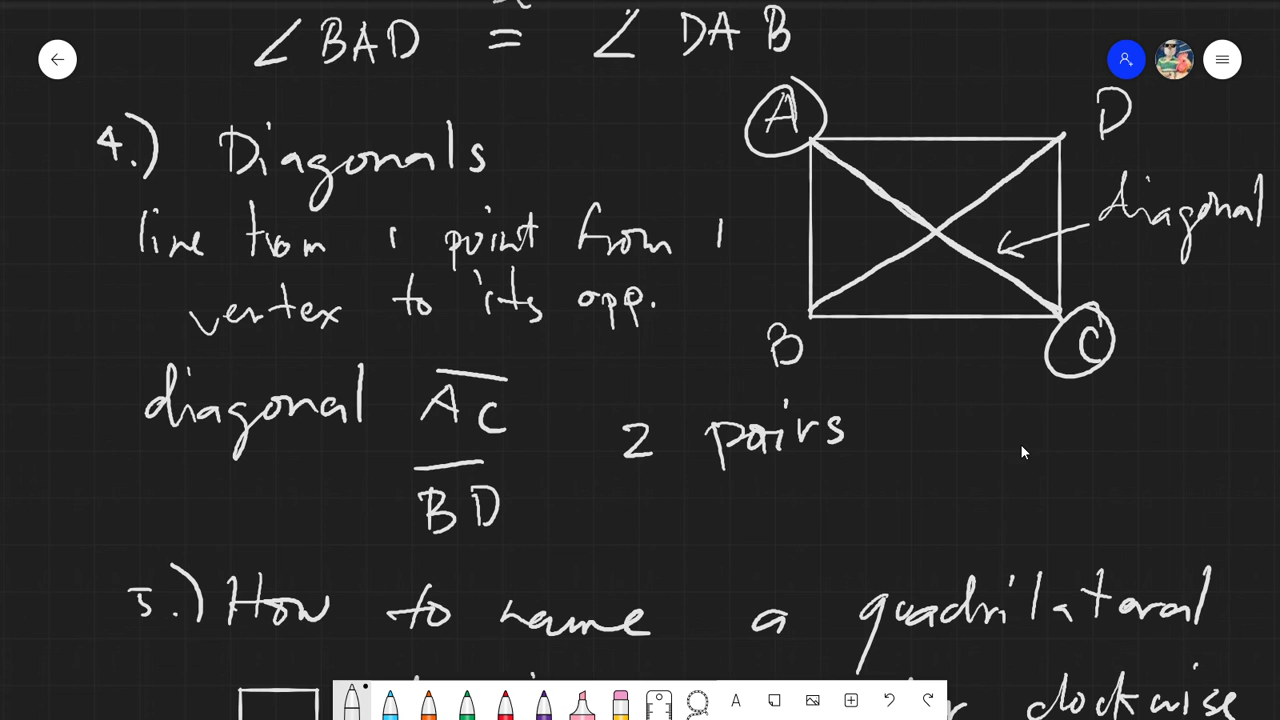 ∠BAD ≅ ∠DAB
4.) Diagonals
line from 1 point from 1
vertex to its opp.
diagonal AC
BD
2 pairs
A
D
diagonal
B
C
5.) How to name a quadrilateral
clockwise
A